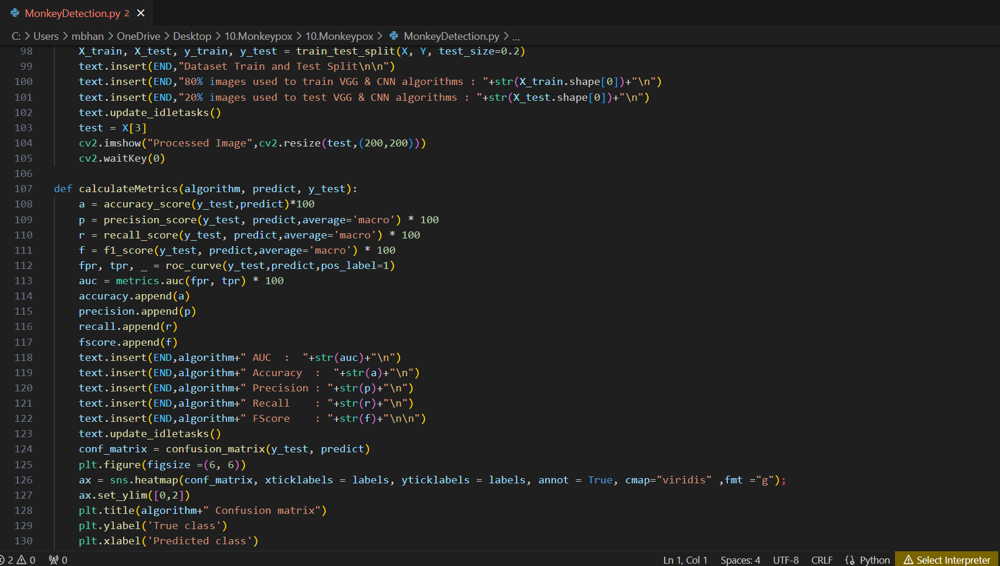 MonkeyDetection.py 2
C: > Users > mbhan > OneDrive > Desktop > 10.Monkeypox > 10.Monkeypox > MonkeyDetection.py > ...
98 X_train, X_test, y_train, y_test = train_test_split(X, Y, test_size=0.2)
99 text.insert(END,"Dataset Train and Test Split\n\n")
100 text.insert(END,"80% images used to train VGG & CNN algorithms : "+str(X_train.shape[0])+"\n")
101 text.insert(END,"20% images used to test VGG & CNN algorithms : "+str(X_test.shape[0])+"\n")
102 text.update_idletasks()
103 test = X[3]
104 cv2.imshow("Processed Image",cv2.resize(test,(200,200)))
105 cv2.waitKey(0)
106
107 def calculateMetrics(algorithm, predict, y_test):
108 a = accuracy_score(y_test,predict)*100
109 p = precision_score(y_test, predict,average='macro') * 100
110 r = recall_score(y_test, predict,average='macro') * 100
111 f = f1_score(y_test, predict,average='macro') * 100
112 fpr, tpr, _ = roc_curve(y_test,predict,pos_label=1)
113 auc = metrics.auc(fpr, tpr) * 100
114 accuracy.append(a)
115 precision.append(p)
116 recall.append(r)
117 fscore.append(f)
118 text.insert(END,algorithm+" AUC  :  "+str(auc)+"\n")
119 text.insert(END,algorithm+" Accuracy  :  "+str(a)+"\n")
120 text.insert(END,algorithm+" Precision : "+str(p)+"\n")
121 text.insert(END,algorithm+" Recall    : "+str(r)+"\n")
122 text.insert(END,algorithm+" FScore    : "+str(f)+"\n\n")
123 text.update_idletasks()
124 conf_matrix = confusion_matrix(y_test, predict)
125 plt.figure(figsize =(6, 6))
126 ax = sns.heatmap(conf_matrix, xticklabels = labels, yticklabels = labels, annot = True, cmap="viridis" ,fmt ="g");
127 ax.set_ylim([0,2])
128 plt.title(algorithm+" Confusion matrix")
129 plt.ylabel('True class')
130 plt.xlabel('Predicted class')
2 0 0 Ln 1, Col 1 Spaces: 4 UTF-8 CRLF Python Select Interpreter